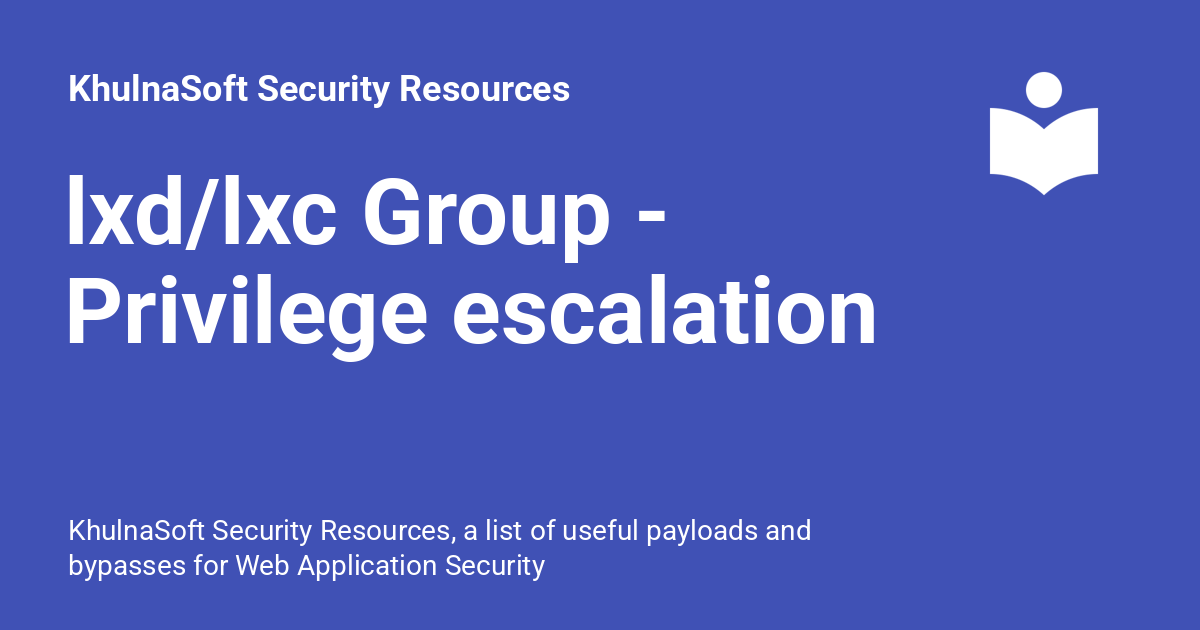 KhulnaSoft Security Resources
lxd/lxc Group -
Privilege escalation
KhulnaSoft Security Resources, a list of useful payloads and
bypasses for Web Application Security